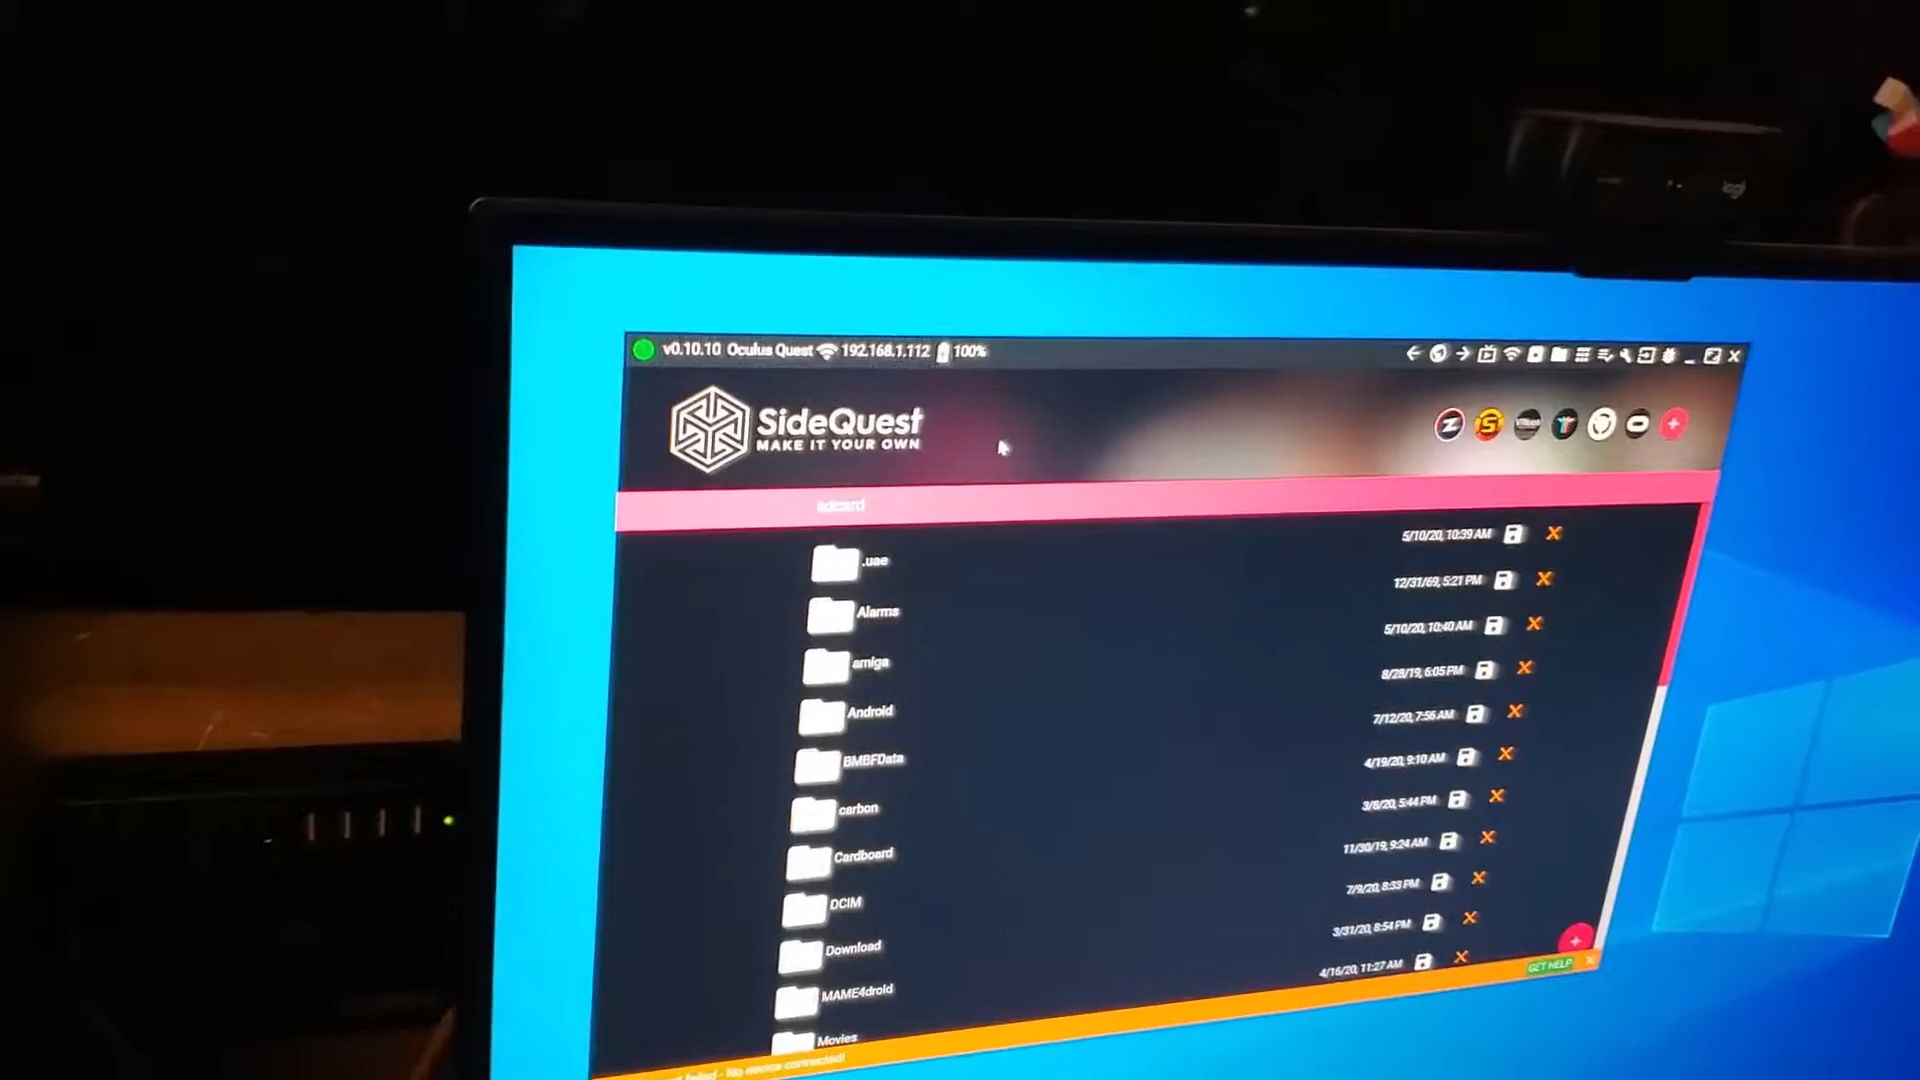 logi
v0.10.10 Oculus Quest 192.168.1.112 100%
SideQuest
MAKE IT YOUR OWN
sdcard
.uae 5/10/20, 10:39 AM
Alarms 12/31/69, 5:21 PM
amiga 5/10/20, 10:40 AM
Android 8/28/19, 6:05 PM
BMBFData 7/12/20, 7:56 AM
carbon 4/19/20, 9:10 AM
Cardboard 3/8/20, 5:44 PM
DCIM 11/30/19, 9:24 AM
Download 7/9/20, 8:33 PM
MAME4droid 3/31/20, 8:54 PM
Movies 4/16/20, 11:27 AM
GET HELP
failed - No device connected!